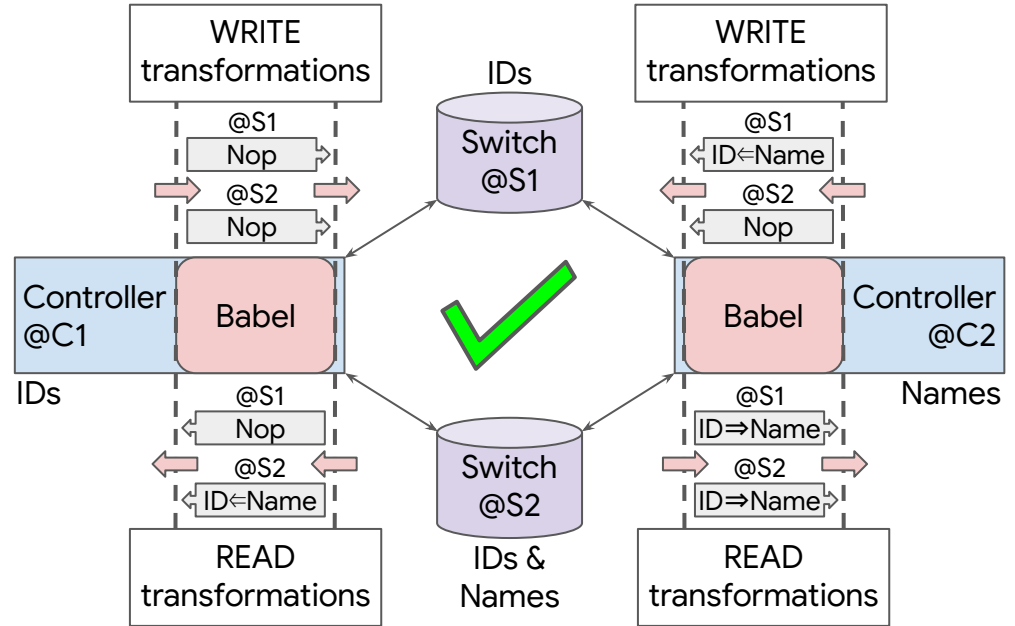 WRITE
transformations
@S1
Nop
@S2
Nop
IDs
Switch
@S1
WRITE
transformations
@S1
ID⇐Name
@S2
Nop
Controller
@C1
Babel
IDs
Babel
Controller
@C2
Names
@S1
Nop
@S2
ID⇐Name
READ
transformations
Switch
@S2
IDs &
Names
@S1
ID⇒Name
@S2
ID⇒Name
READ
transformations